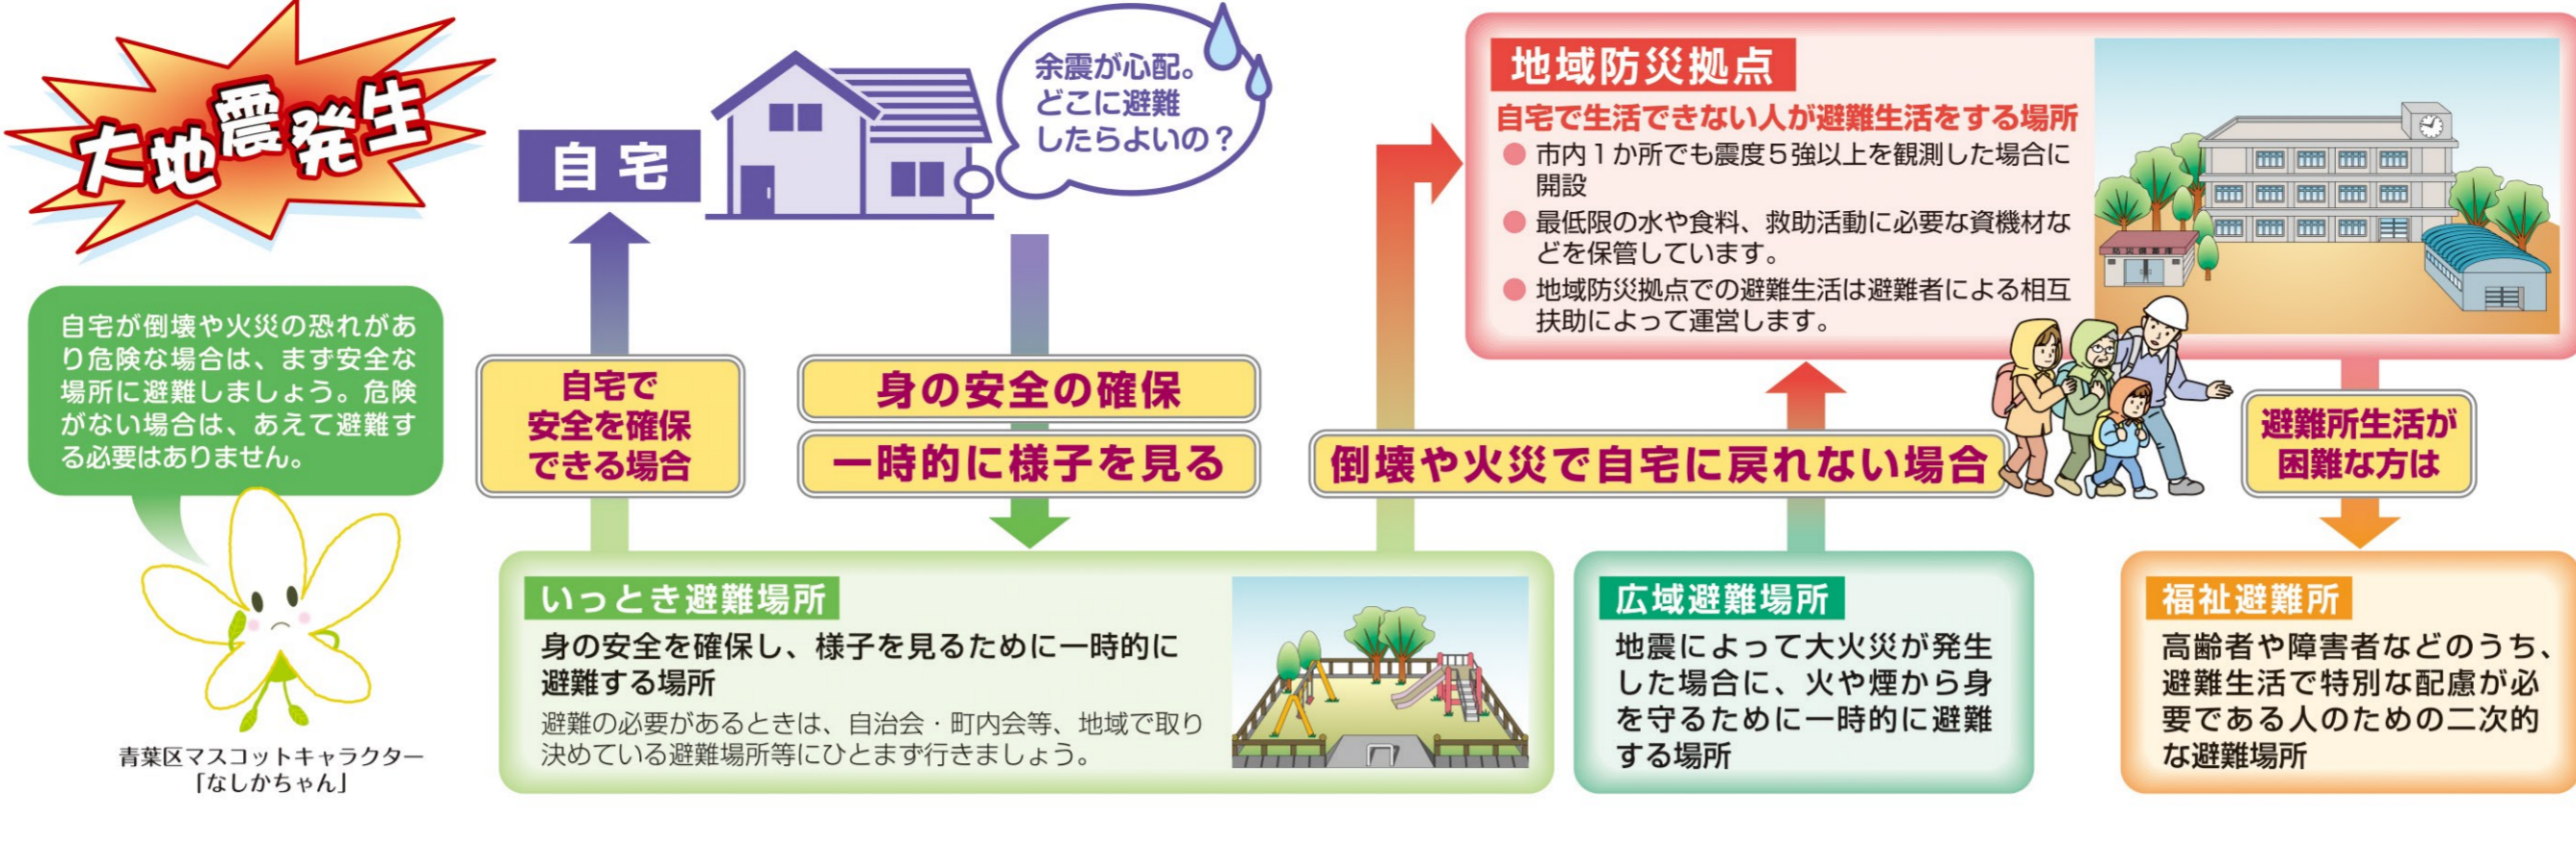 大地震発生
自宅が倒壊や火災の恐れがあ
り危険な場合は、まず安全な
場所に避難しましょう。危険
がない場合は、あえて避難す
る必要はありません。
青葉区マスコットキャラクター
「なしかちゃん」
自宅
余震が心配。
どこに避難
したらよいの？
自宅で
安全を確保
できる場合
身の安全の確保
一時的に様子を見る
いっとき避難場所
身の安全を確保し、様子を見るために一時的に
避難する場所
避難の必要があるときは、自治会・町内会等、地域で取り
決めている避難場所等にひとまず行きましょう。
倒壊や火災で自宅に戻れない場合
地域防災拠点
自宅で生活できない人が避難生活をする場所
● 市内１か所でも震度５強以上を観測した場合に
開設
● 最低限の水や食料、救助活動に必要な資機材な
どを保管しています。
● 地域防災拠点での避難生活は避難者による相互
扶助によって運営します。
防災備蓄庫
広域避難場所
地震によって大火災が発生
した場合に、火や煙から身
を守るために一時的に避難
する場所
避難所生活が
困難な方は
福祉避難所
高齢者や障害者などのうち、
避難生活で特別な配慮が必
要である人のための二次的
な避難場所